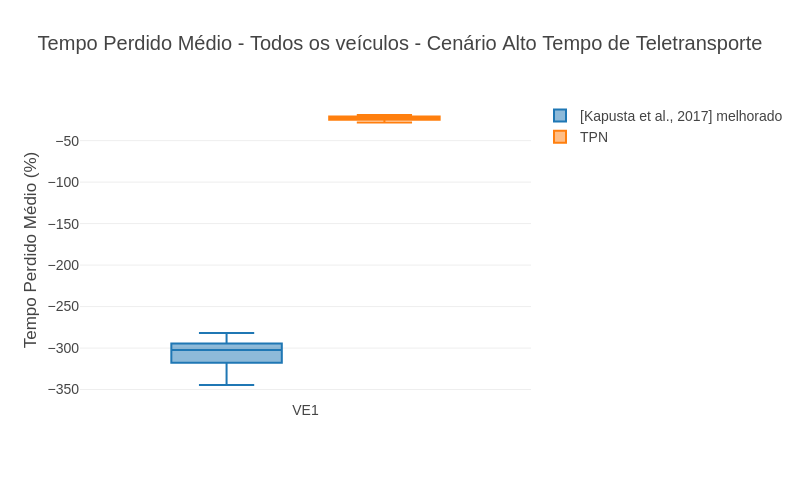 Tempo Perdido Médio - Todos os veículos - Cenário Alto Tempo de Teletransporte
[Kapusta et al., 2017] melhorado
TPN
Tempo Perdido Médio (%)
−50
−100
−150
−200
−250
−300
−350
VE1